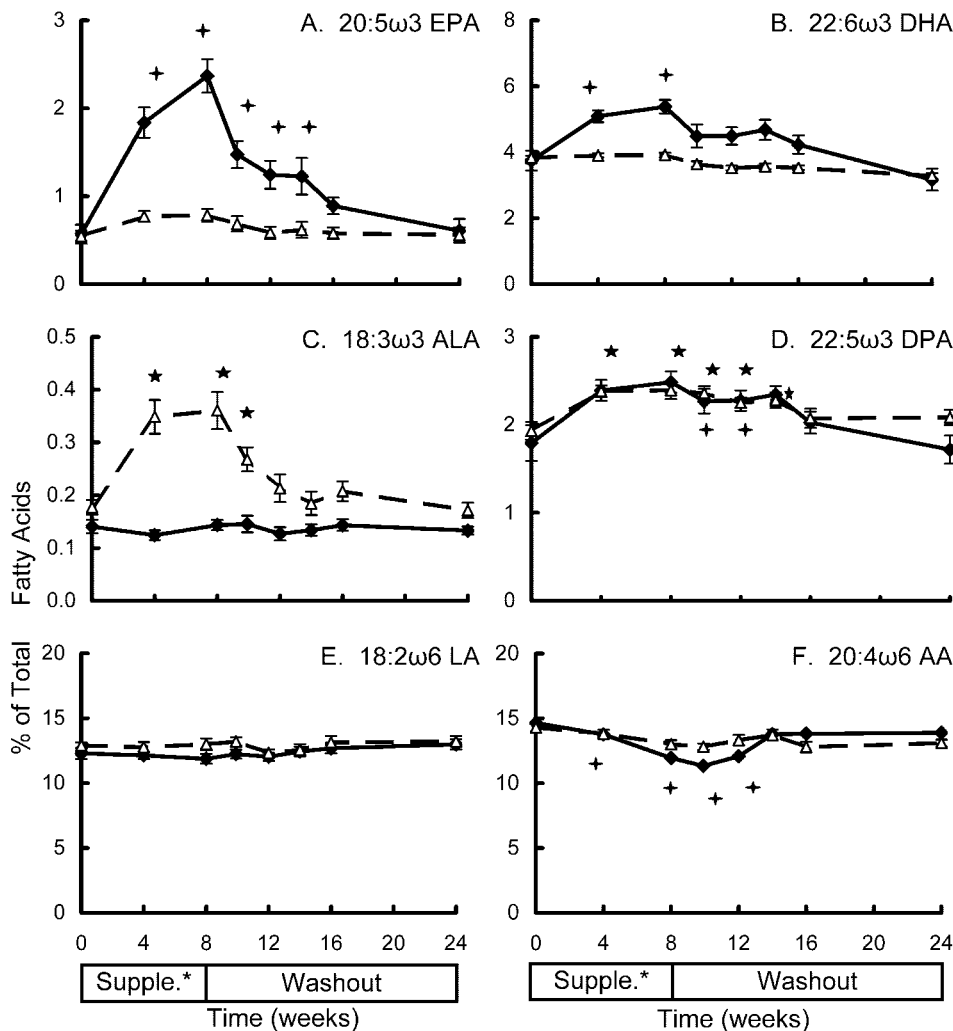 A. 20:5ω3 EPA
3
2
1
0
B. 22:6ω3 DHA
8
6
4
2
0
C. 18:3ω3 ALA
0.5
0.4
0.3
0.2
0.1
0.0
D. 22:5ω3 DPA
3
2
1
0
% of Total Fatty Acids
E. 18:2ω6 LA
20
15
10
5
0
0 4 8 12 16 20 24
Supple.* Washout
Time (weeks)
F. 20:4ω6 AA
20
15
10
5
0
0 4 8 12 16 20 24
Supple.* Washout
Time (weeks)